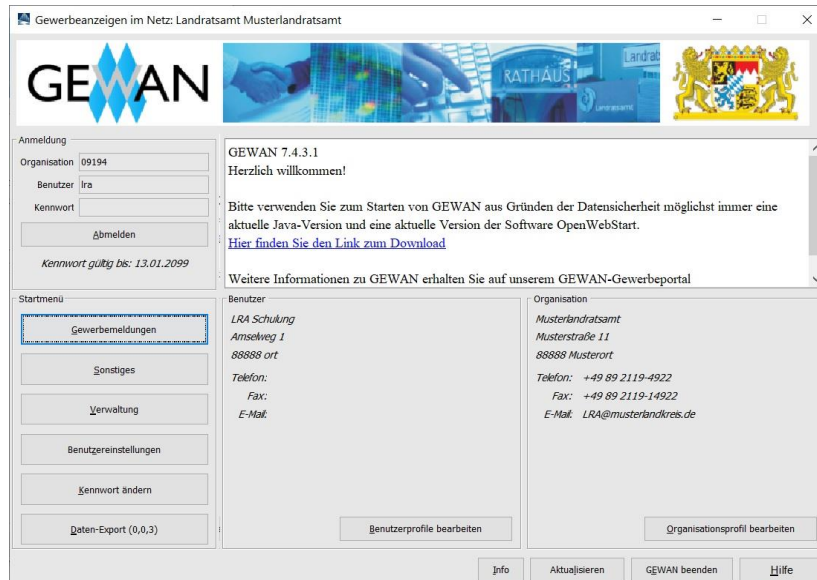 Gewerbeanzeigen im Netz: Landratsamt Musterlandratsamt
GEWAN
RATHAUS
Landrat
Landratsamt
Anmeldung
Organisation 09194
Benutzer lra
Kennwort
Abmelden
Kennwort gültig bis: 13.01.2099
GEWAN 7.4.3.1
Herzlich willkommen!
Bitte verwenden Sie zum Starten von GEWAN aus Gründen der Datensicherheit möglichst immer eine
aktuelle Java-Version und eine aktuelle Version der Software OpenWebStart.
Hier finden Sie den Link zum Download
Weitere Informationen zu GEWAN erhalten Sie auf unserem GEWAN-Gewerbeportal
Startmenü
Gewerbemeldungen
Sonstiges
Verwaltung
Benutzereinstellungen
Kennwort ändern
Daten-Export (0,0,3)
Benutzer
LRA Schulung
Amselweg 1
88888 ort
Telefon:
Fax:
E-Mail:
Benutzerprofile bearbeiten
Organisation
Musterlandratsamt
Musterstraße 11
88888 Musterort
Telefon: +49 89 2119-4922
Fax: +49 89 2119-14922
E-Mail: LRA@musterlandkreis.de
Organisationsprofil bearbeiten
Info
Aktualisieren
GEWAN beenden
Hilfe